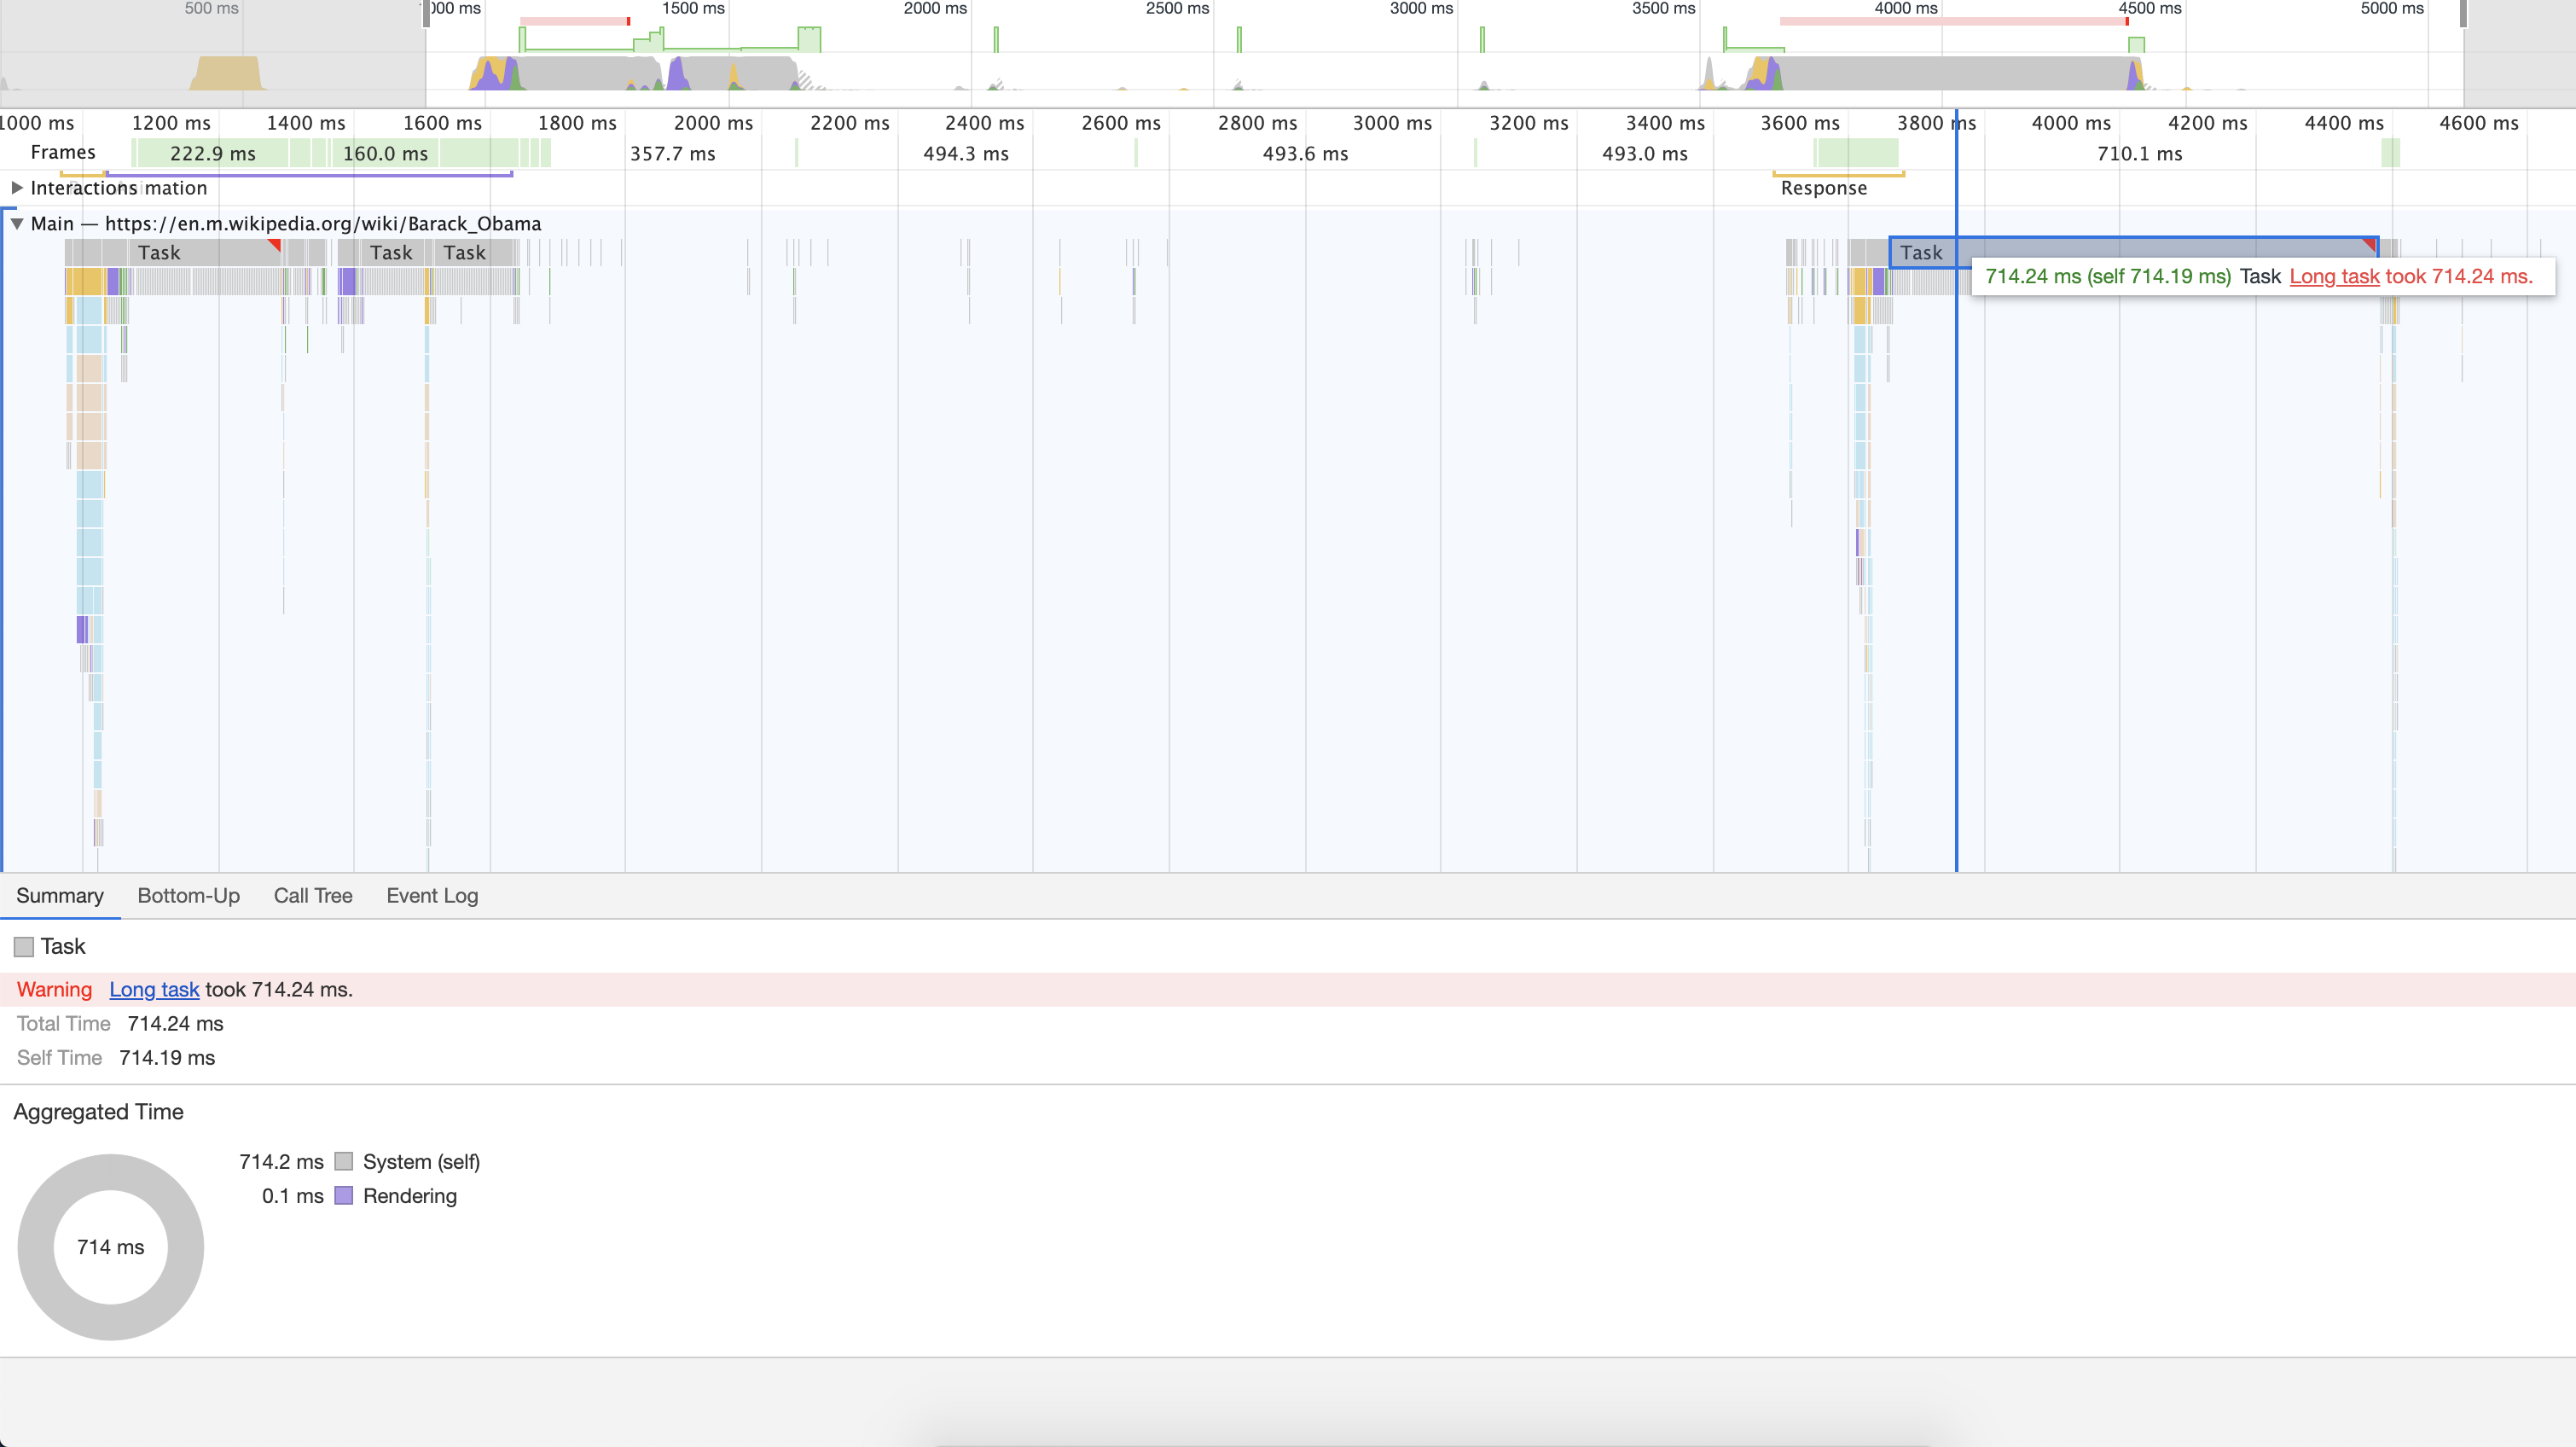 500 ms
000 ms
1500 ms
2000 ms
2500 ms
3000 ms
3500 ms
4000 ms
4500 ms
5000 ms
1000 ms
1200 ms
1400 ms
1600 ms
1800 ms
2000 ms
2200 ms
2400 ms
2600 ms
2800 ms
3000 ms
3200 ms
3400 ms
3600 ms
3800 ms
4000 ms
4200 ms
4400 ms
4600 ms
Frames
222.9 ms
160.0 ms
357.7 ms
494.3 ms
493.6 ms
493.0 ms
710.1 ms
Interactions mation
Response
Main — https://en.m.wikipedia.org/wiki/Barack_Obama
Task
Task
Task
Task
714.24 ms (self 714.19 ms) Task Long task took 714.24 ms.
Summary
Bottom-Up
Call Tree
Event Log
Task
Warning Long task took 714.24 ms.
Total Time 714.24 ms
Self Time 714.19 ms
Aggregated Time
714.2 ms System (self)
0.1 ms Rendering
714 ms